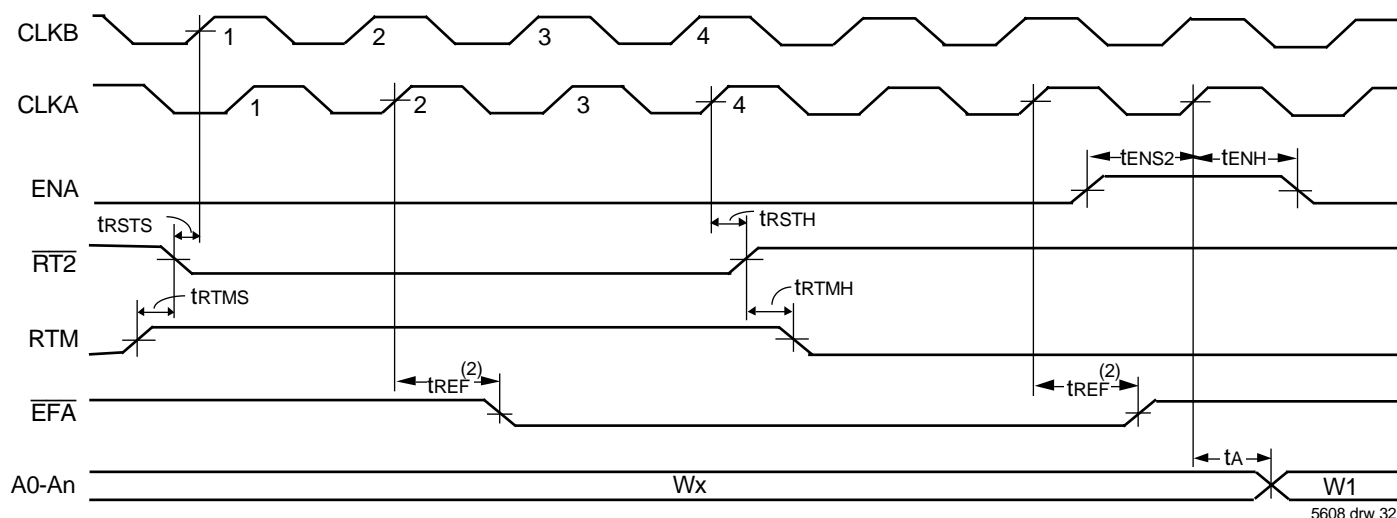 CLKB 1 2 3 4
CLKA 1 2 3 4
tENS2 tENH
ENA
tRSTS tRSTH
RT2
tRTMS tRTMH
RTM
tREF(2) tREF(2)
EFA
tA
A0-An Wx W1
5608 drw 32